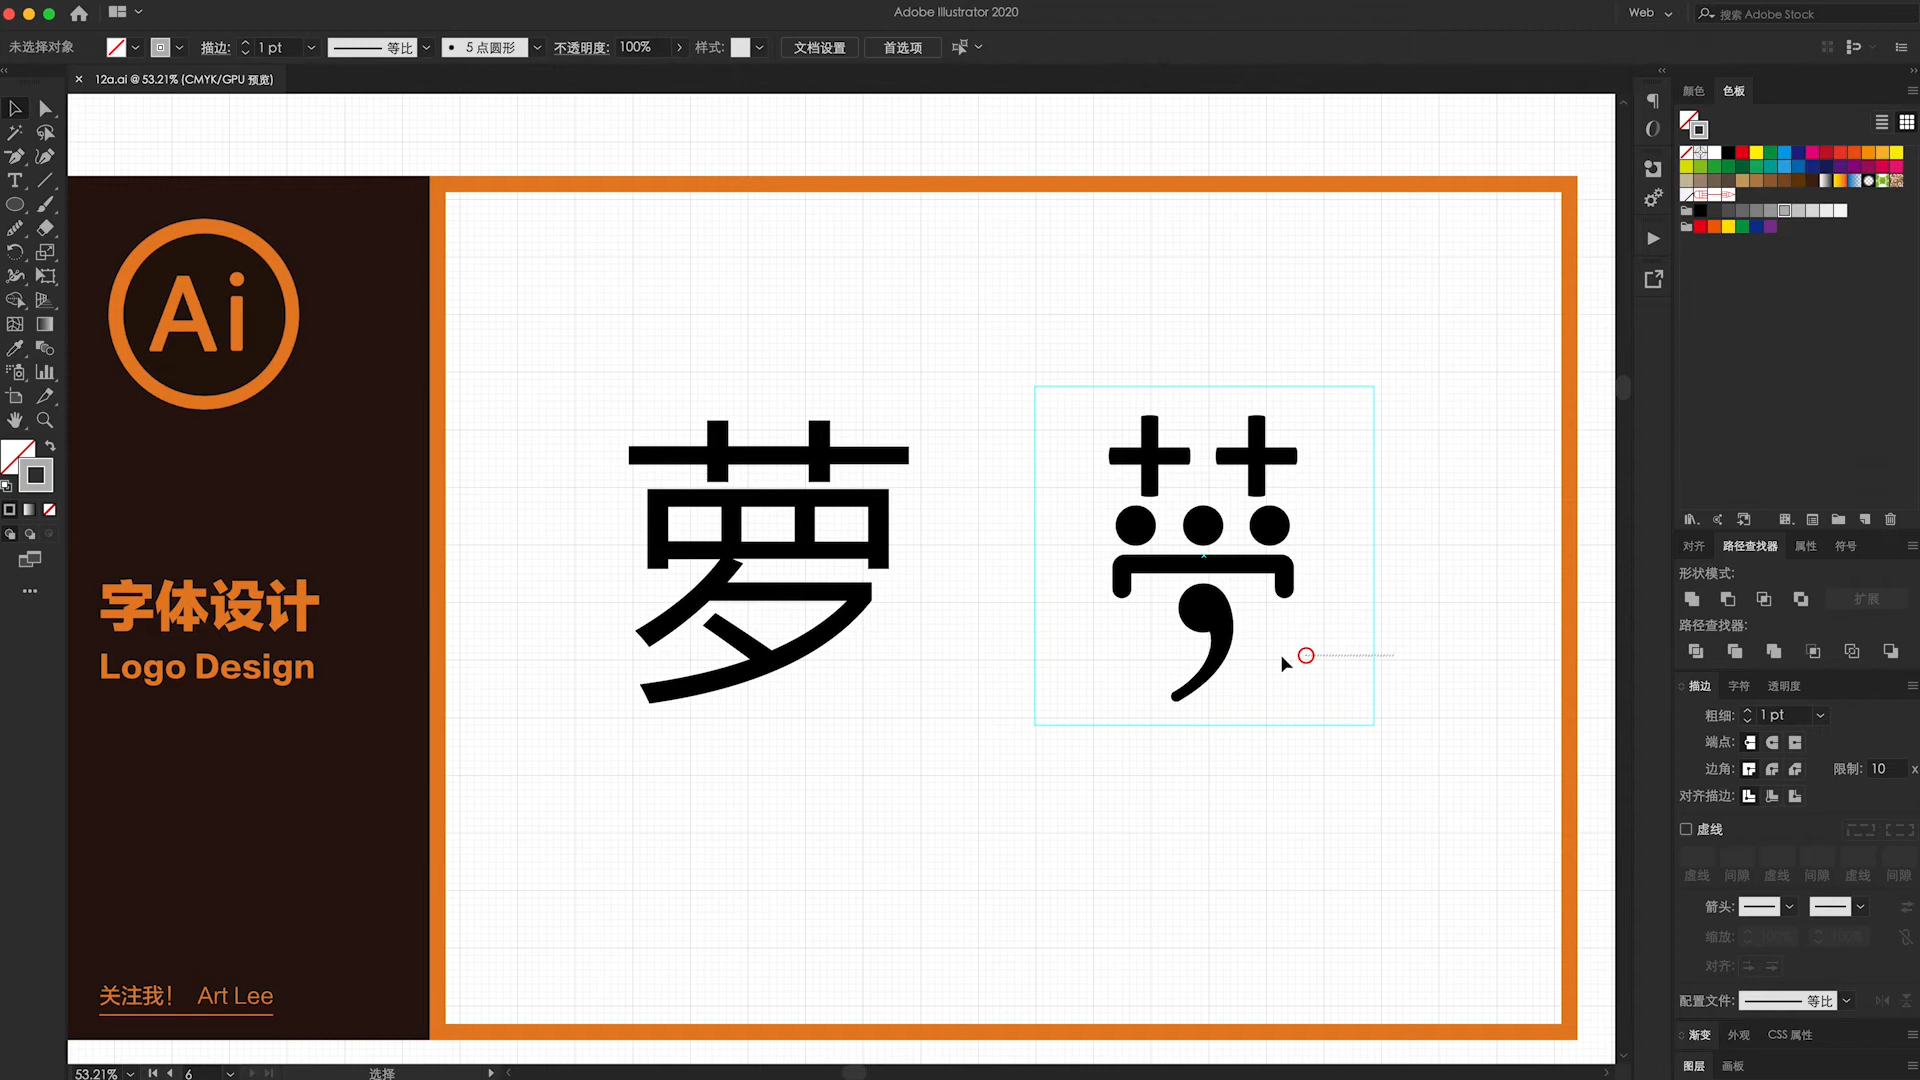 Adobe Illustrator 2020
Web
搜索 Adobe Stock
未选择对象
描边:
1 pt
等比
5 点圆形
不透明度:
100%
样式:
文档设置
首选项
× 12a.ai @ 53.21% (CMYK/GPU 预览)
颜色 色板
Ai
夢 夢
字体设计
Logo Design
关注我！ Art Lee
对齐 路径查找器 属性 符号
形状模式:
扩展
路径查找器:
描边 字符 透明度
粗细: 1 pt
端点:
边角:
限制: 10 x
对齐描边:
虚线
虚线 间隙 虚线 间隙 虚线 间隙
箭头:
缩放: 100% 100%
对齐:
配置文件: 等比
渐变 外观 CSS 属性
图层 画板
53.21% 6 选择